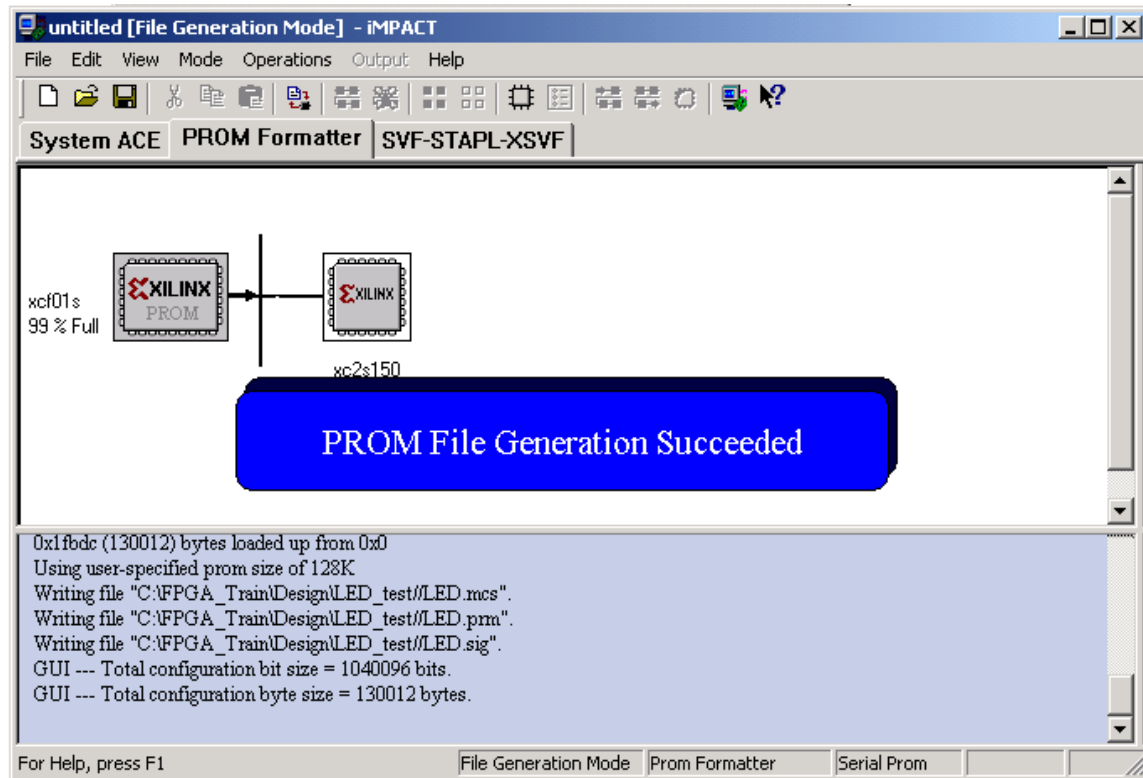 untitled [File Generation Mode] - iMPACT
File Edit View Mode Operations Output Help
System ACE PROM Formatter SVF-STAPL-XSVF
XILINX
PROM
XILINX
xcf01s
99 % Full
xc2s150
PROM File Generation Succeeded
0x1fbdc (130012) bytes loaded up from 0x0
Using user-specified prom size of 128K
Writing file "C:\FPGA_Train\Design\LED_test//LED.mcs".
Writing file "C:\FPGA_Train\Design\LED_test//LED.prm".
Writing file "C:\FPGA_Train\Design\LED_test//LED.sig".
GUI --- Total configuration bit size = 1040096 bits.
GUI --- Total configuration byte size = 130012 bytes.
For Help, press F1 File Generation Mode Prom Formatter Serial Prom